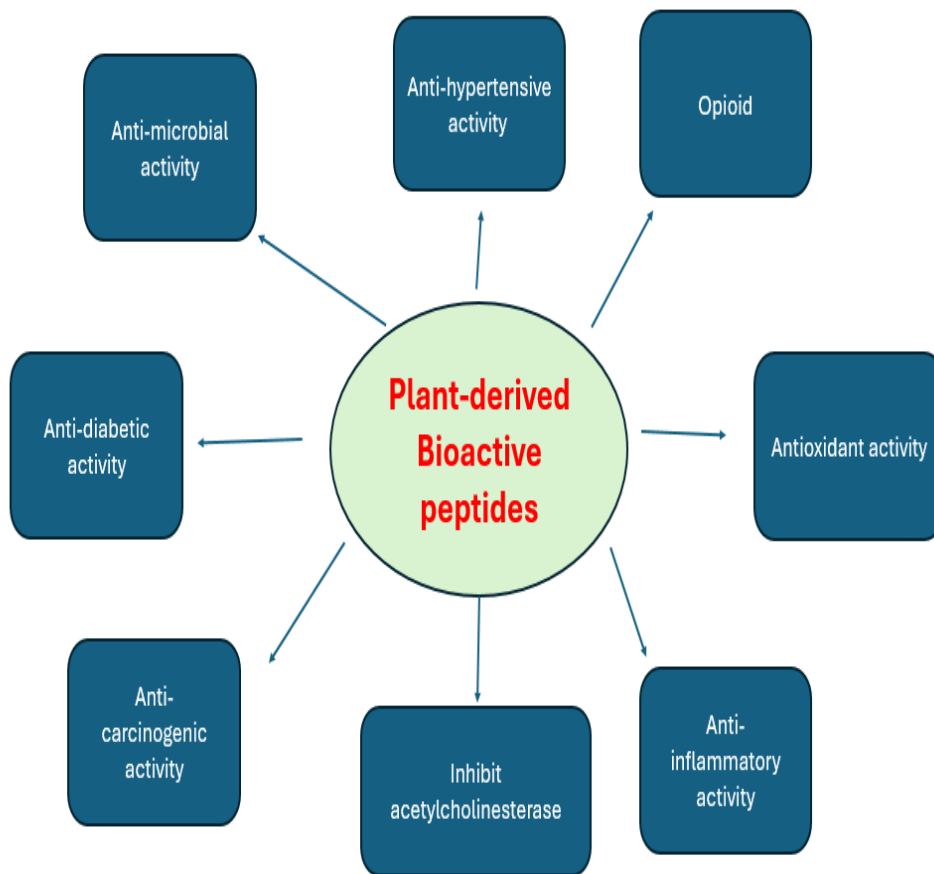 Anti-hypertensive
activity
Opioid
Anti-microbial
activity
Plant-derived
Bioactive
peptides
Anti-diabetic
activity
Antioxidant activity
Anti-
carcinogenic
activity
Inhibit
acetylcholinesterase
Anti-
inflammatory
activity